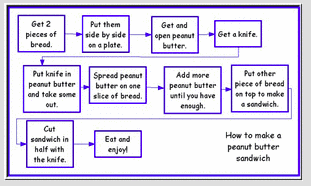 Get 2
pieces of
bread.
Put them
side by side
on a plate.
Get and
open peanut
butter.
Get a knife.
Put knife in
peanut butter
and take some
out.
Spread peanut
butter on one
slice of bread.
Add more
peanut butter
until you have
enough.
Put other
piece of bread
on top to make
a sandwich.
Cut
sandwich in
half with
the knife.
Eat and
enjoy!
How to make a
peanut butter
sandwich